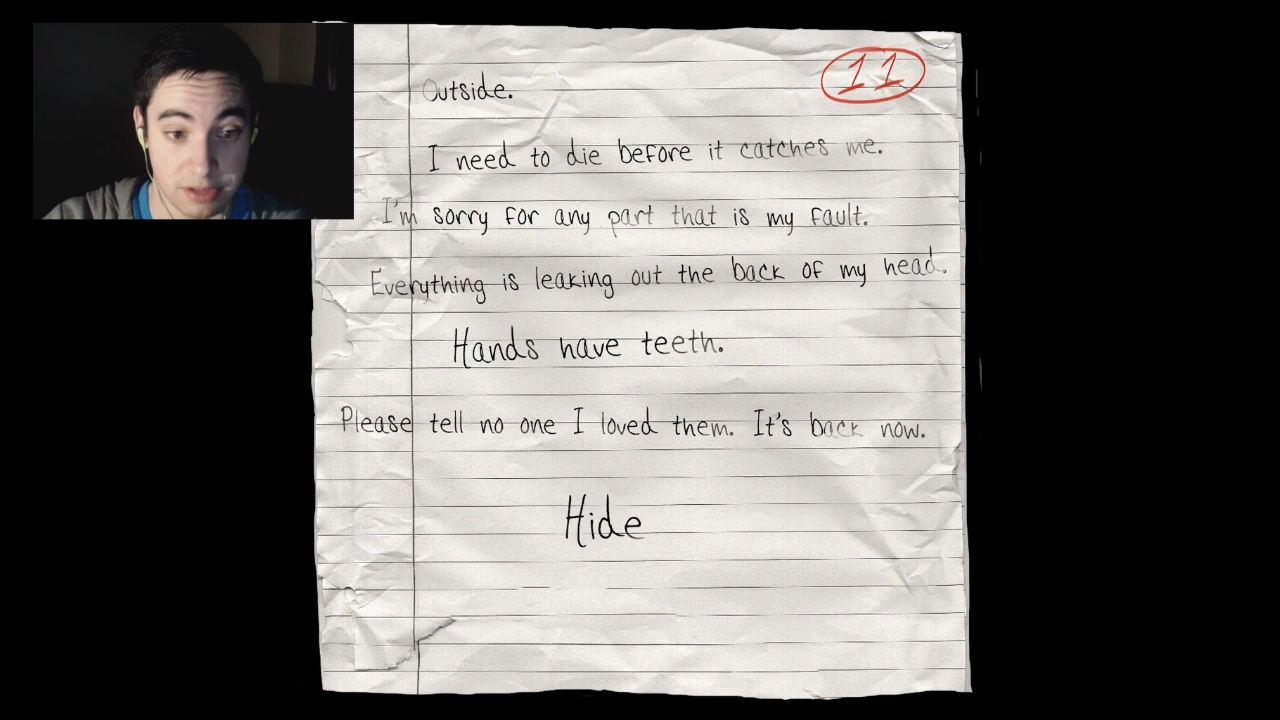 11
Outside.
I need to die before it catches me.
I'm sorry for any part that is my fault.
Everything is leaking out the back of my head.
Hands have teeth.
Please tell no one I loved them. It's back now.
Hide